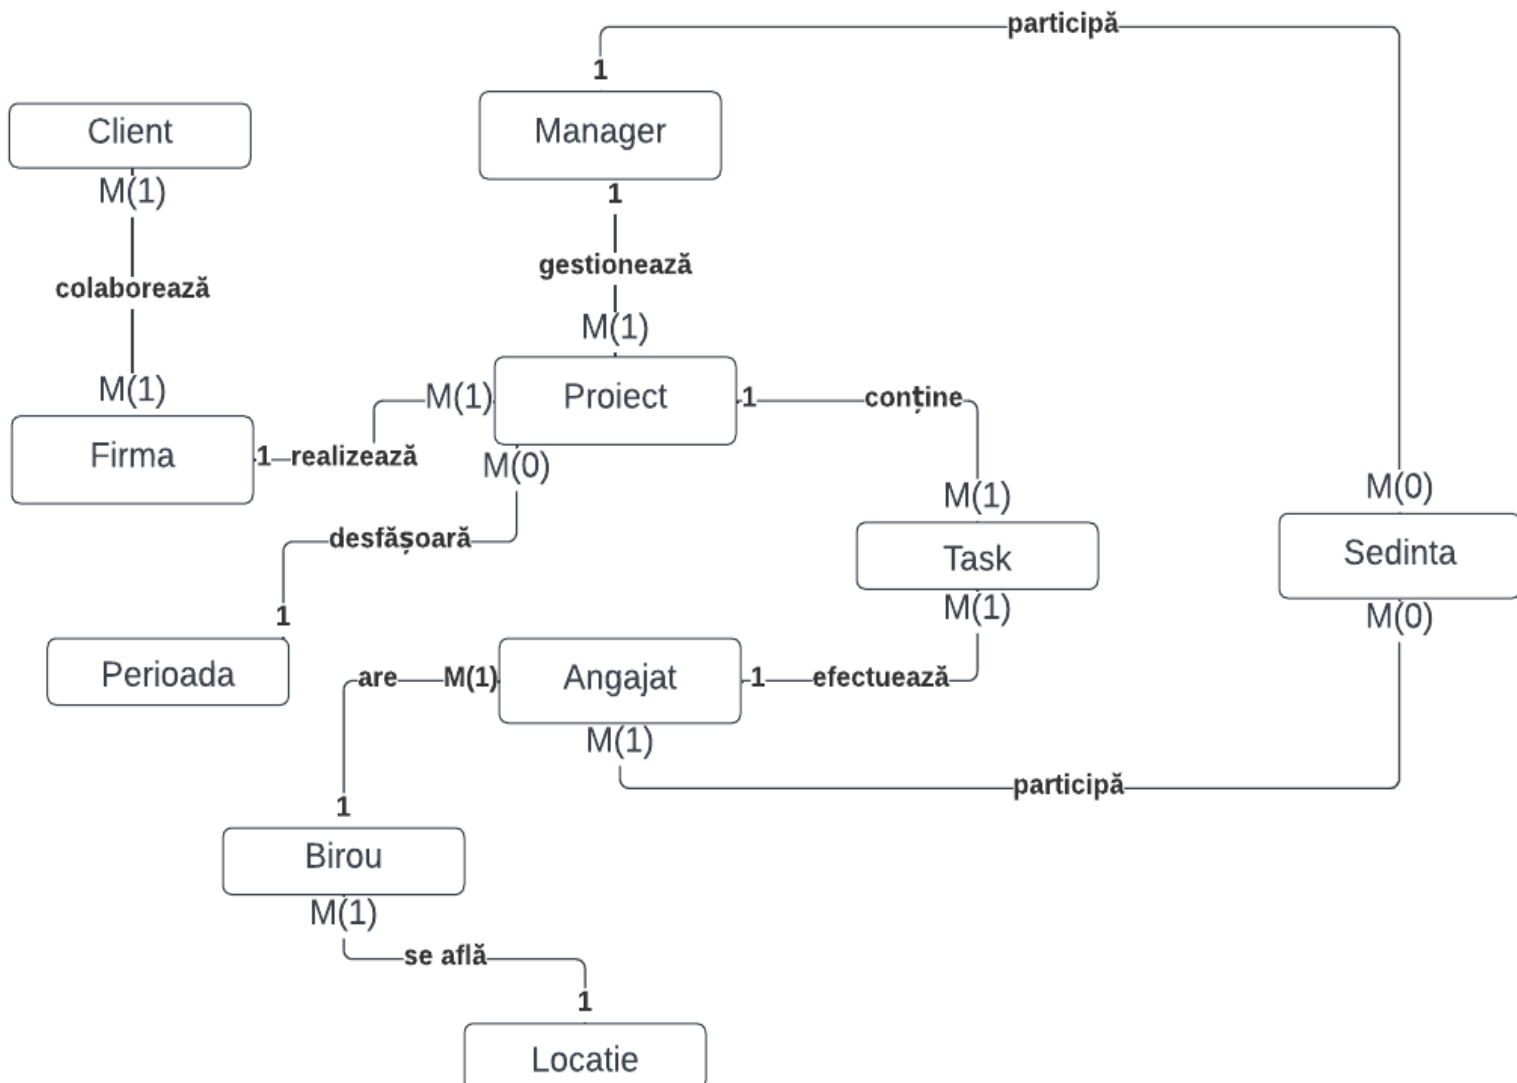 participă
1
Client
Manager
M(1)
1
gestionează
colaborează
M(1)
M(1)
M(1)
Proiect
1
conține
Firma
1
realizează
M(0)
M(1)
M(0)
desfășoară
Task
Sedinta
1
M(1)
M(0)
Perioada
are
M(1)
Angajat
1
efectuează
M(1)
participă
1
Birou
M(1)
se află
1
Locatie